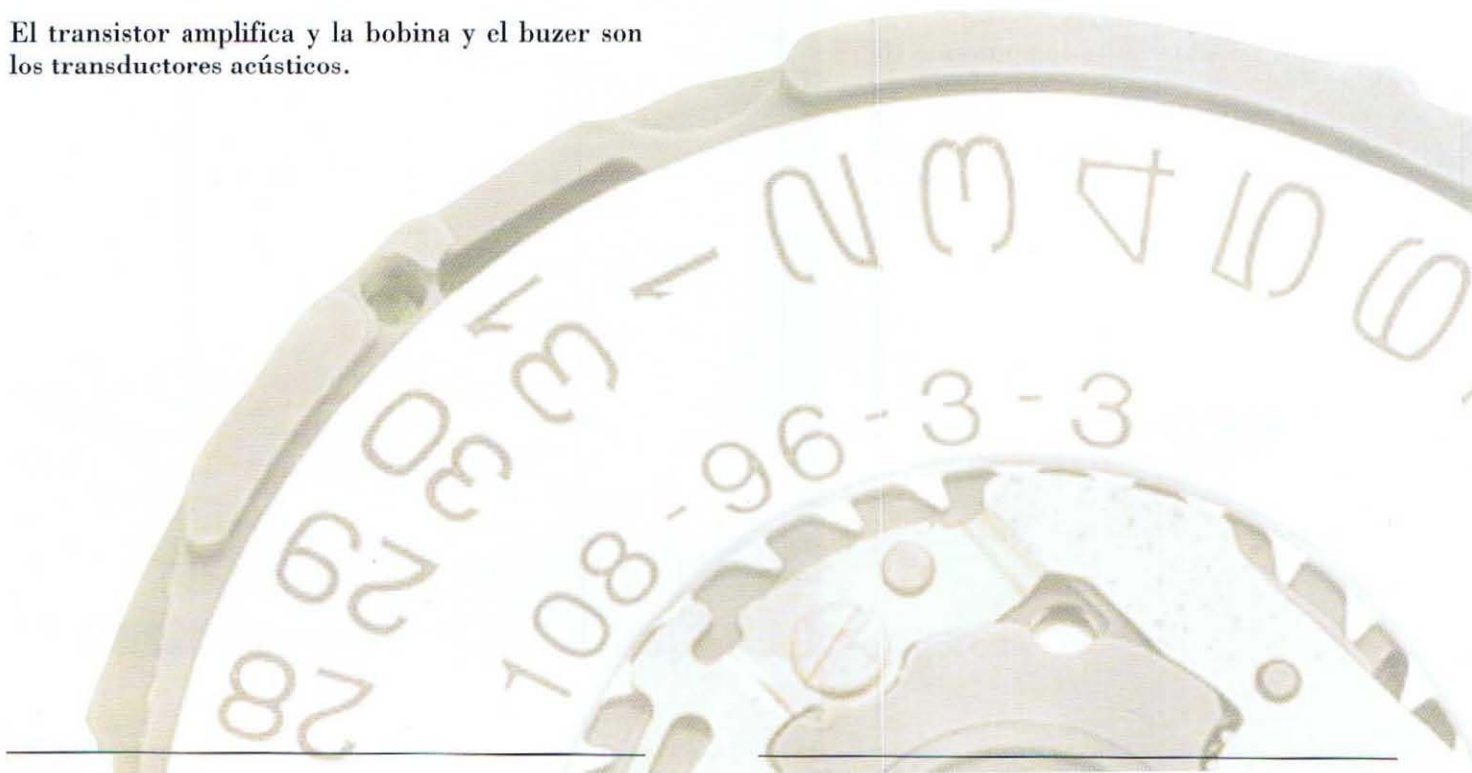 El transistor amplifica y la bobina y el buzer son
los transductores acústicos.
28 29 30 31 1 2 3 4 5 6
108-96-3-3